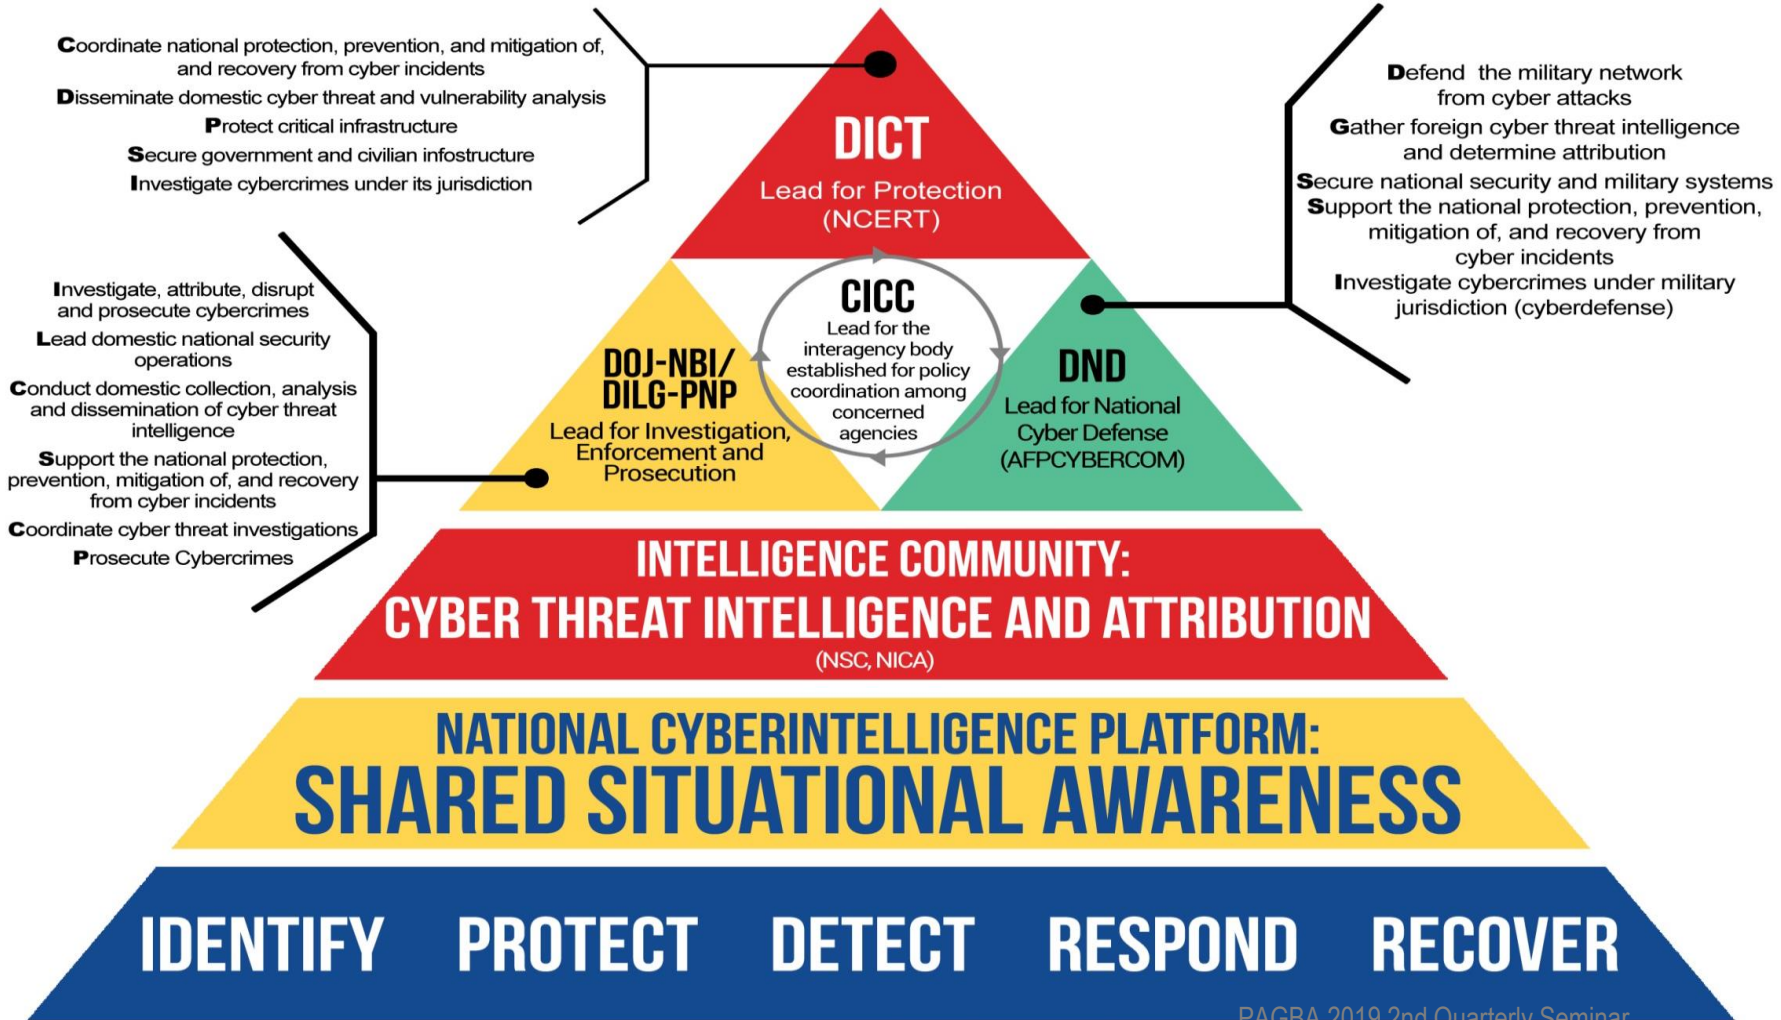 Coordinate national protection, prevention, and mitigation of,
and recovery from cyber incidents
Disseminate domestic cyber threat and vulnerability analysis
Protect critical infrastructure
Secure government and civilian infostructure
Investigate cybercrimes under its jurisdiction
DICT
Lead for Protection
(NCERT)
Defend the military network
from cyber attacks
Gather foreign cyber threat intelligence
and determine attribution
Secure national security and military systems
Support the national protection, prevention,
mitigation of, and recovery from
cyber incidents
Investigate cybercrimes under military
jurisdiction (cyberdefense)
Investigate, attribute, disrupt
and prosecute cybercrimes
Lead domestic national security
operations
Conduct domestic collection, analysis
and dissemination of cyber threat
intelligence
Support the national protection,
prevention, mitigation of, and recovery
from cyber incidents
Coordinate cyber threat investigations
Prosecute Cybercrimes
DOJ-NBI/
DILG-PNP
Lead for Investigation,
Enforcement and
Prosecution
CICC
Lead for the
interagency body
established for policy
coordination among
concerned
agencies
DND
Lead for National
Cyber Defense
(AFPCYBERCOM)
INTELLIGENCE COMMUNITY:
CYBER THREAT INTELLIGENCE AND ATTRIBUTION
(NSC, NICA)
NATIONAL CYBERINTELLIGENCE PLATFORM:
SHARED SITUATIONAL AWARENESS
IDENTIFY PROTECT DETECT RESPOND RECOVER
PAGBA 2019 2nd Quarterly Seminar